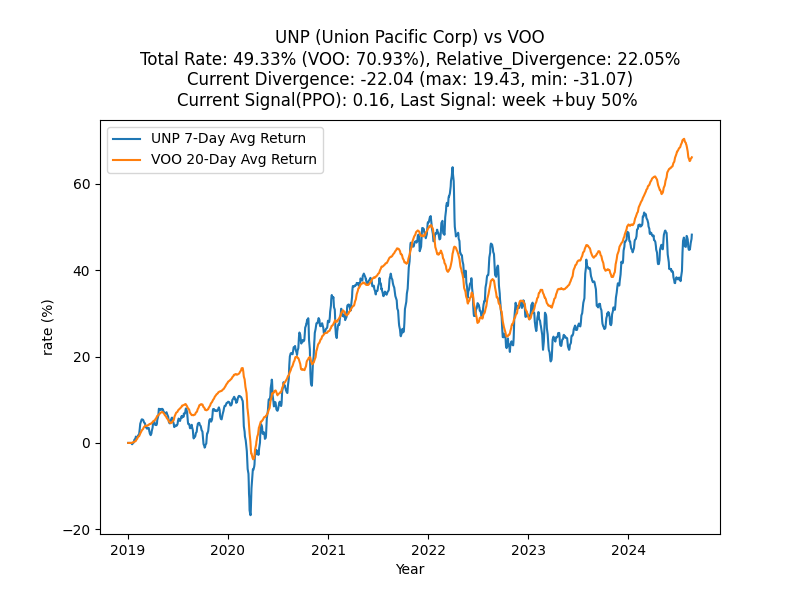 UNP (Union Pacific Corp) vs VOO
Total Rate: 49.33% (VOO: 70.93%), Relative_Divergence: 22.05%
Current Divergence: -22.04 (max: 19.43, min: -31.07)
Current Signal(PPO): 0.16, Last Signal: week +buy 50%
UNP 7-Day Avg Return
VOO 20-Day Avg Return
60
40
20
0
−20
rate (%)
2019 2020 2021 2022 2023 2024
Year